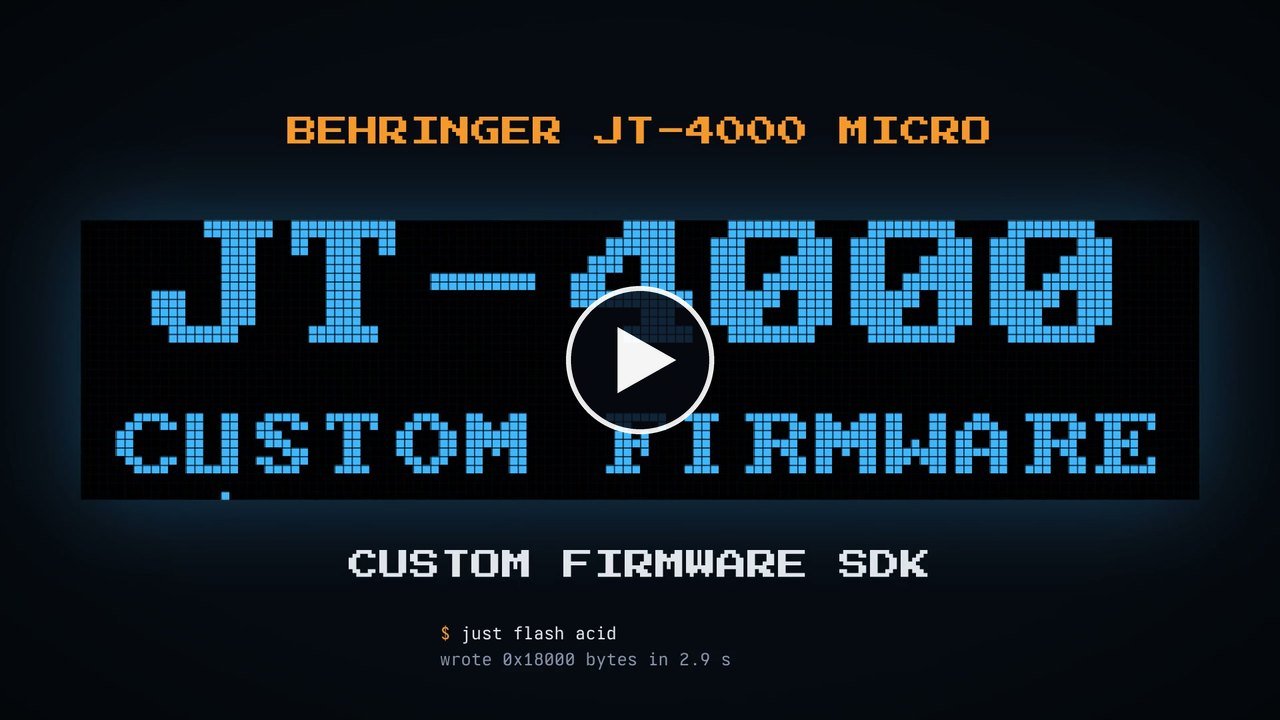 BEHRINGER JT-4000 MICRO
JT-4000
CUSTOM FIRMWARE
CUSTOM FIRMWARE SDK
$ just flash acid
wrote 0x18000 bytes in 2.9 s